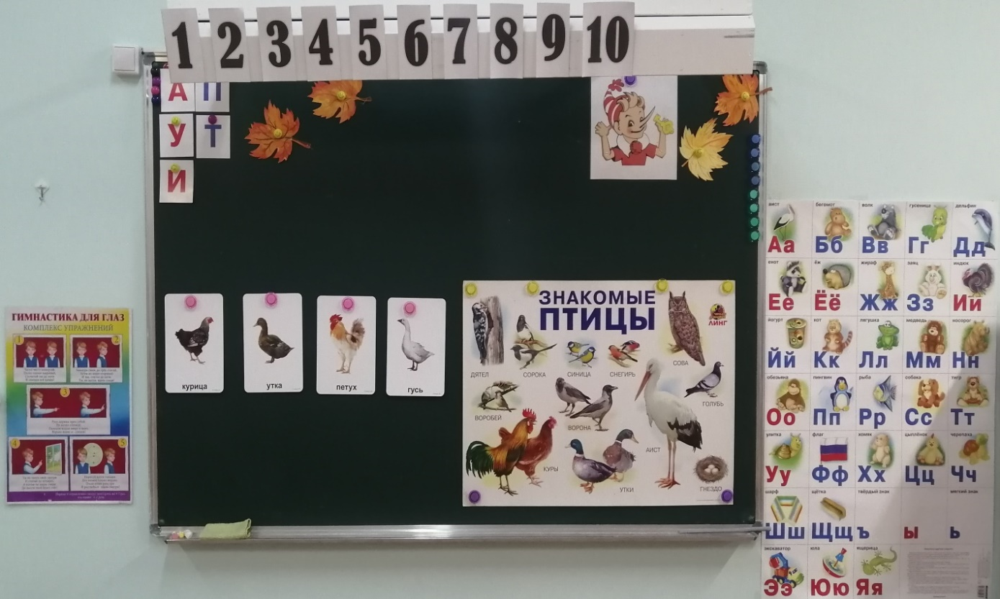 1 2 3 4 5 6 7 8 9 10
А П
У Т
И
ГИМНАСТИКА ДЛЯ ГЛАЗ
КОМПЛЕКС УПРАЖНЕНИЙ
1 2
3
4 5
курица утка петух гусь
ЗНАКОМЫЕ
ПТИЦЫ
ЛИНГ
ДЯТЕЛ СОРОКА СИНИЦА СНЕГИРЬ СОВА
ВОРОБЕЙ ВОРОНА ГОЛУБЬ
КУРЫ УТКИ АИСТ ГНЕЗДО
аист бегемот волк гусеница дельфин
Аа Бб Вв Гг Дд
енот ёж жираф заяц индюк
Ее Ёё Жж Зз Ии
йогурт кот лягушка медведь носорог
Йй Кк Лл Мм Нн
обезьяна пингвин рыба собака тигр
Оо Пп Рр Сс Тт
улитка флаг хомяк цыплёнок черепаха
Уу Фф Хх Цц Чч
шарф щётка твёрдый знак мягкий знак
Шш Щщ ъ ы ь
экскаватор юла ящерица
Ээ Юю Яя